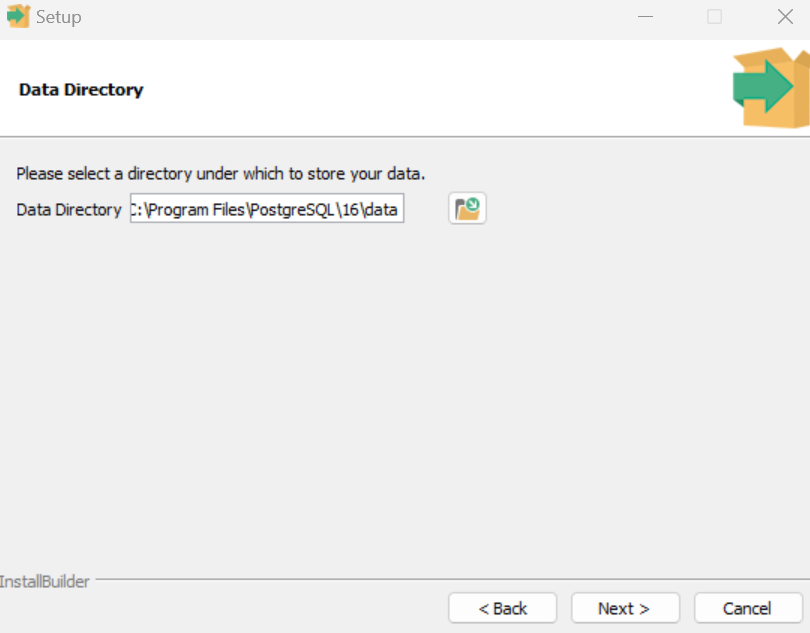 Setup
Data Directory
Please select a directory under which to store your data.
Data Directory C:\Program Files\PostgreSQL\16\data
InstallBuilder
< Back Next > Cancel